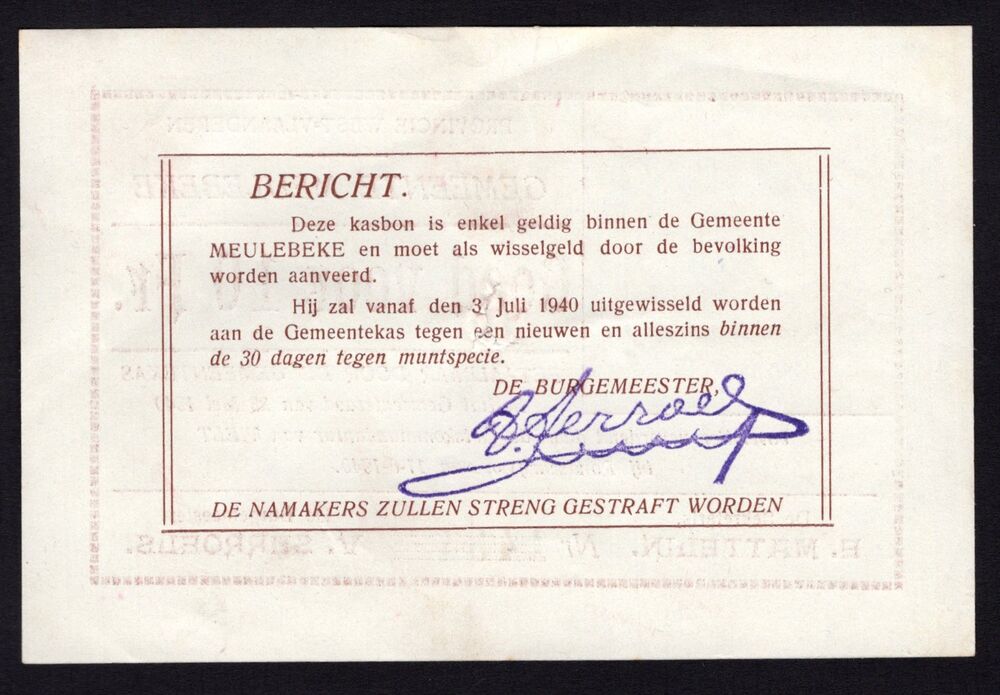 BERICHT.
Deze kasbon is enkel geldig binnen de Gemeente
MEULEBEKE en moet als wisselgeld door de bevolking
worden aanveerd.
Hij zal vanaf den 3 Juli 1940 uitgewisseld worden
aan de Gemeentekas tegen een nieuwen en alleszins binnen
de 30 dagen tegen muntspecie.
DE BURGEMEESTER,
DE NAMAKERS ZULLEN STRENG GESTRAFT WORDEN